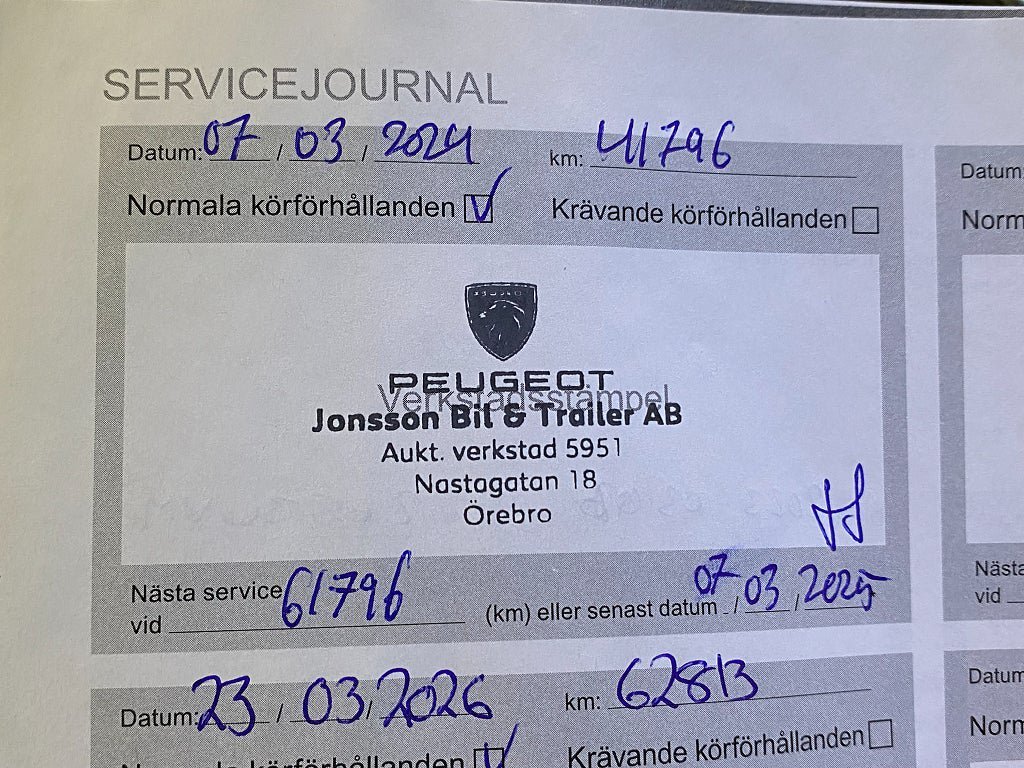 SERVICEJOURNAL
Datum: 07 / 03 / 2024 km: 41796
Normala körförhållanden V Krävande körförhållanden
PEUGEOT
Verkstadsstämpel
Jonsson Bil & Trailer AB
Aukt. verkstad 5951
Nastagatan 18
Örebro
Nästa service
vid 61796 (km) eller senast datum 07 / 03 / 2025
Datum: 23 / 03 / 2026 km: 62813
Normala körförhållanden V Krävande körförhållanden
Datum:
Norm
Nästa
vid
Datum
Norm